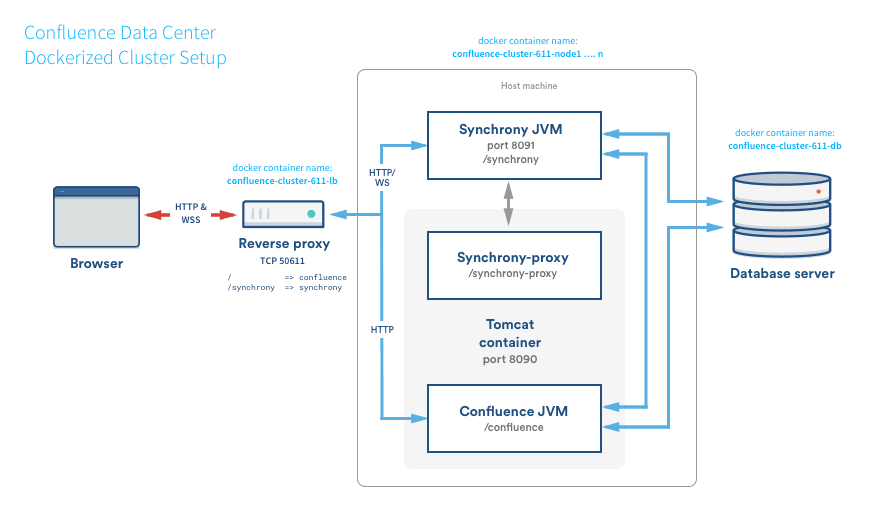 Confluence Data Center
Dockerized Cluster Setup
docker container name:
confluence-cluster-611-node1 .... n
Host machine
Synchrony JVM
port 8091
/synchrony
docker container name:
confluence-cluster-611-db
docker container name:
confluence-cluster-611-lb
HTTP/
WS
HTTP &
WSS
Browser
Reverse proxy
TCP 50611
/ => confluence
/synchrony => synchrony
Synchrony-proxy
/synchrony-proxy
Database server
HTTP
Tomcat
container
port 8090
Confluence JVM
/confluence